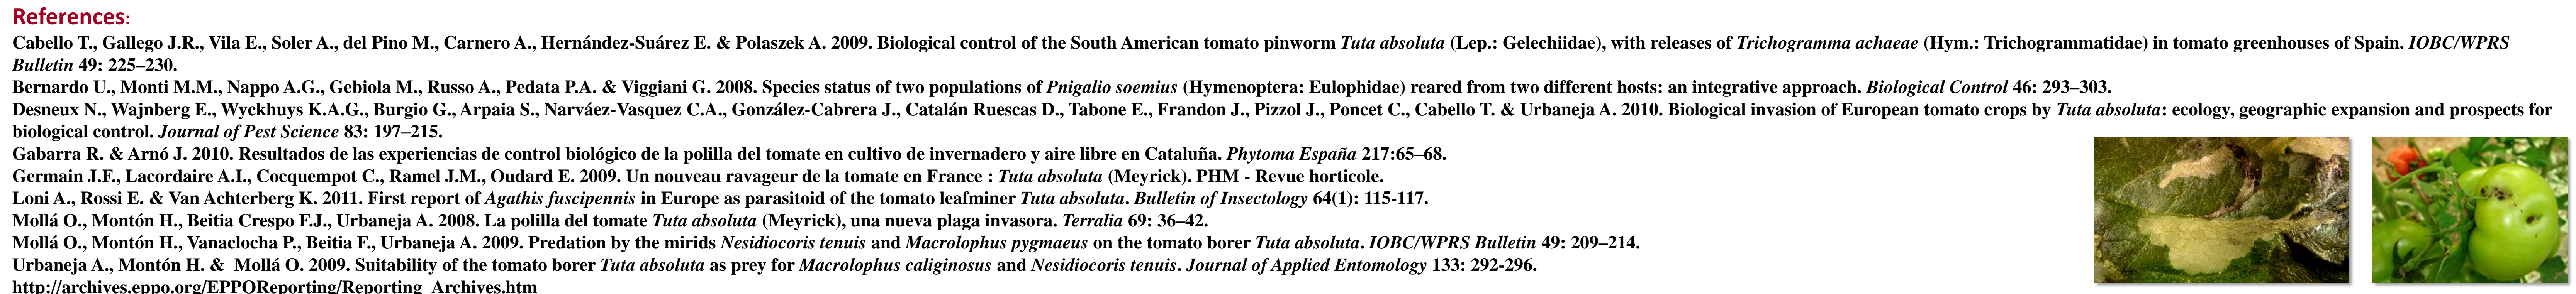 References:
Cabello T., Gallego J.R., Vila E., Soler A., del Pino M., Carnero A., Hernández-Suárez E. & Polaszek A. 2009. Biological control of the South American tomato pinworm Tuta absoluta (Lep.: Gelechiidae), with releases of Trichogramma achaeae (Hym.: Trichogrammatidae) in tomato greenhouses of Spain. IOBC/WPRS
Bulletin 49: 225–230.
Bernardo U., Monti M.M., Nappo A.G., Gebiola M., Russo A., Pedata P.A. & Viggiani G. 2008. Species status of two populations of Pnigalio soemius (Hymenoptera: Eulophidae) reared from two different hosts: an integrative approach. Biological Control 46: 293–303.
Desneux N., Wajnberg E., Wyckhuys K.A.G., Burgio G., Arpaia S., Narváez-Vasquez C.A., González-Cabrera J., Catalán Ruescas D., Tabone E., Frandon J., Pizzol J., Poncet C., Cabello T. & Urbaneja A. 2010. Biological invasion of European tomato crops by Tuta absoluta: ecology, geographic expansion and prospects for
biological control. Journal of Pest Science 83: 197–215.
Gabarra R. & Arnó J. 2010. Resultados de las experiencias de control biológico de la polilla del tomate en cultivo de invernadero y aire libre en Cataluña. Phytoma España 217:65–68.
Germain J.F., Lacordaire A.I., Cocquempot C., Ramel J.M., Oudard E. 2009. Un nouveau ravageur de la tomate en France : Tuta absoluta (Meyrick). PHM - Revue horticole.
Loni A., Rossi E. & Van Achterberg K. 2011. First report of Agathis fuscipennis in Europe as parasitoid of the tomato leafminer Tuta absoluta. Bulletin of Insectology 64(1): 115-117.
Mollá O., Montón H., Beitia Crespo F.J., Urbaneja A. 2008. La polilla del tomate Tuta absoluta (Meyrick), una nueva plaga invasora. Terralia 69: 36–42.
Mollá O., Montón H., Vanaclocha P., Beitia F., Urbaneja A. 2009. Predation by the mirids Nesidiocoris tenuis and Macrolophus pygmaeus on the tomato borer Tuta absoluta. IOBC/WPRS Bulletin 49: 209–214.
Urbaneja A., Montón H. & Mollá O. 2009. Suitability of the tomato borer Tuta absoluta as prey for Macrolophus caliginosus and Nesidiocoris tenuis. Journal of Applied Entomology 133: 292-296.
http://archives.eppo.org/EPPOReporting/Reporting_Archives.htm